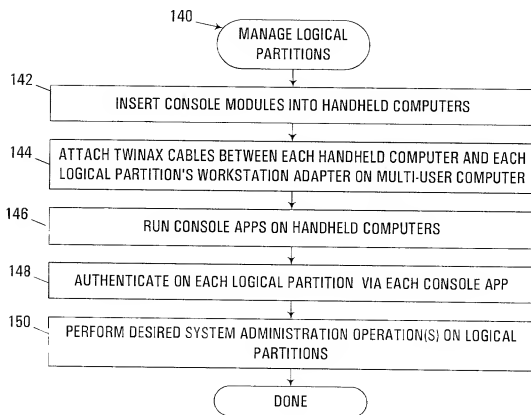 140
MANAGE LOGICAL
PARTITIONS
142
INSERT CONSOLE MODULES INTO HANDHELD COMPUTERS
144
ATTACH TWINAX CABLES BETWEEN EACH HANDHELD COMPUTER AND EACH
LOGICAL PARTITION'S WORKSTATION ADAPTER ON MULTI-USER COMPUTER
146
RUN CONSOLE APPS ON HANDHELD COMPUTERS
148
AUTHENTICATE ON EACH LOGICAL PARTITION VIA EACH CONSOLE APP
150
PERFORM DESIRED SYSTEM ADMINISTRATION OPERATION(S) ON LOGICAL
PARTITIONS
DONE